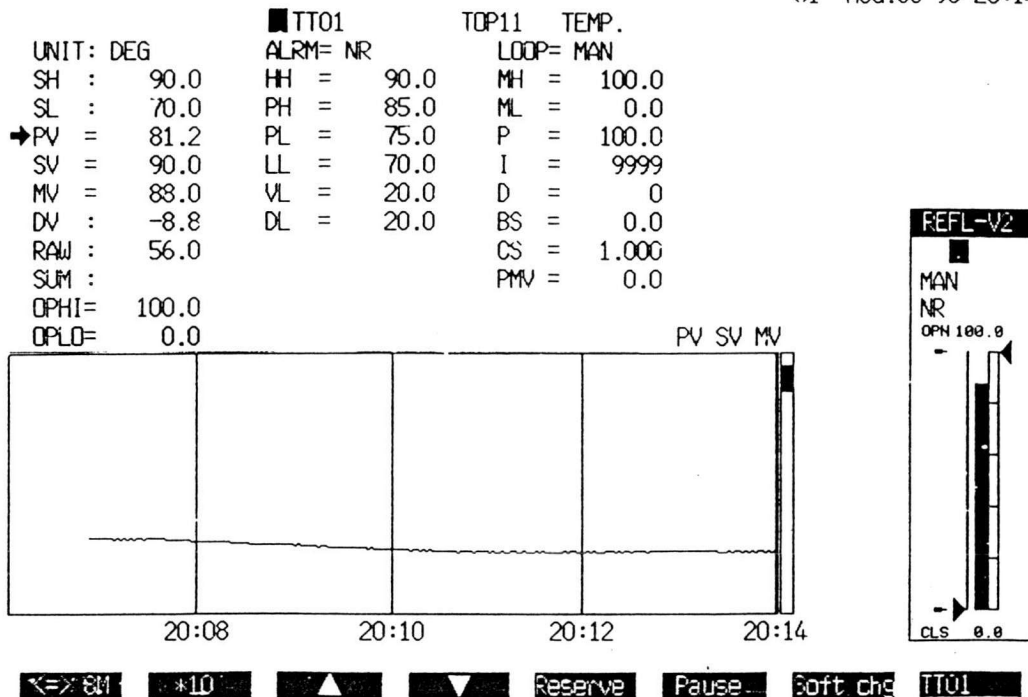 TT01 TOP11 TEMP.
UNIT: DEG ALRM= NR LOOP= MAN
SH : 90.0 HH = 90.0 MH = 100.0
SL : 70.0 PH = 85.0 ML = 0.0
PV = 81.2 PL = 75.0 P = 100.0
SV = 90.0 LL = 70.0 I = 9999
MV = 88.0 VL = 20.0 D = 0
DV : -8.8 DL = 20.0 BS = 0.0
RAW : 56.0 CS = 1.000
SUM : PMV = 0.0
OPHI= 100.0
OPLO= 0.0
PV SV MV
20:08 20:10 20:12 20:14
REFL-V2
MAN
NR
OPN 100.0
CLS 0.0
<=> 8M *10 ▲ ▼ Reserve Pause Soft chg TT01